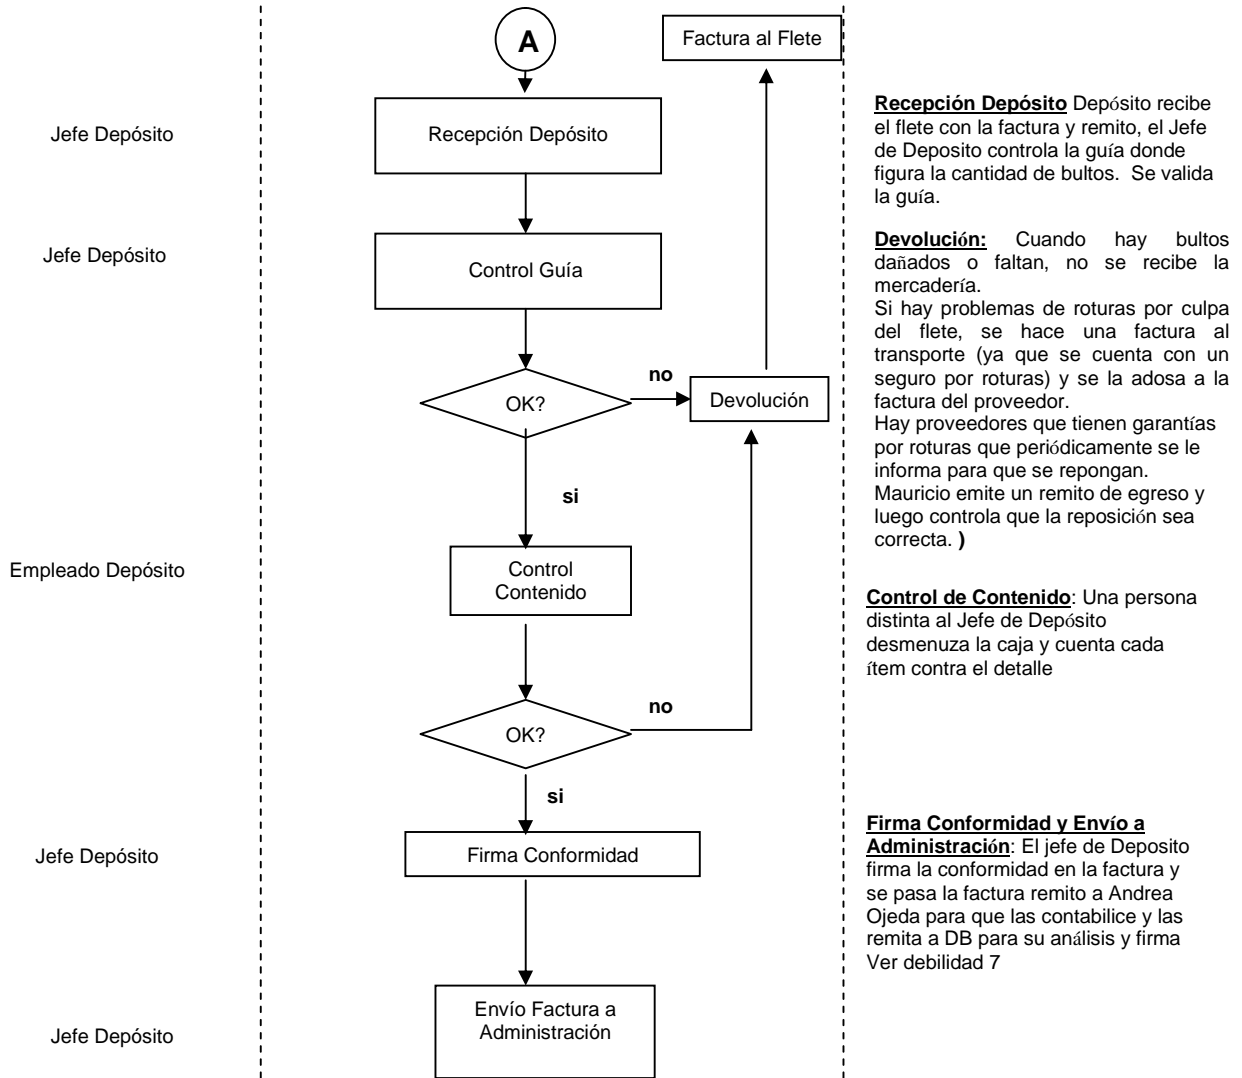 A
Factura al Flete
Jefe Depósito
Recepción Depósito
Recepción Depósito Depósito recibe
el flete con la factura y remito, el Jefe
de Deposito controla la guía donde
figura la cantidad de bultos. Se valida
la guía.
Jefe Depósito
Control Guía
Devolución: Cuando hay bultos
dañados o faltan, no se recibe la
mercadería.
Si hay problemas de roturas por culpa
del flete, se hace una factura al
transporte (ya que se cuenta con un
seguro por roturas) y se la adosa a la
factura del proveedor.
Hay proveedores que tienen garantías
por roturas que periódicamente se le
informa para que se repongan.
Mauricio emite un remito de egreso y
luego controla que la reposición sea
correcta. )
OK?
no
Devolución
si
Empleado Depósito
Control
Contenido
Control de Contenido: Una persona
distinta al Jefe de Depósito
desmenuza la caja y cuenta cada
ítem contra el detalle
OK?
no
si
Jefe Depósito
Firma Conformidad
Firma Conformidad y Envío a
Administración: El jefe de Deposito
firma la conformidad en la factura y
se pasa la factura remito a Andrea
Ojeda para que las contabilice y las
remita a DB para su análisis y firma
Ver debilidad 7
Jefe Depósito
Envío Factura a
Administración